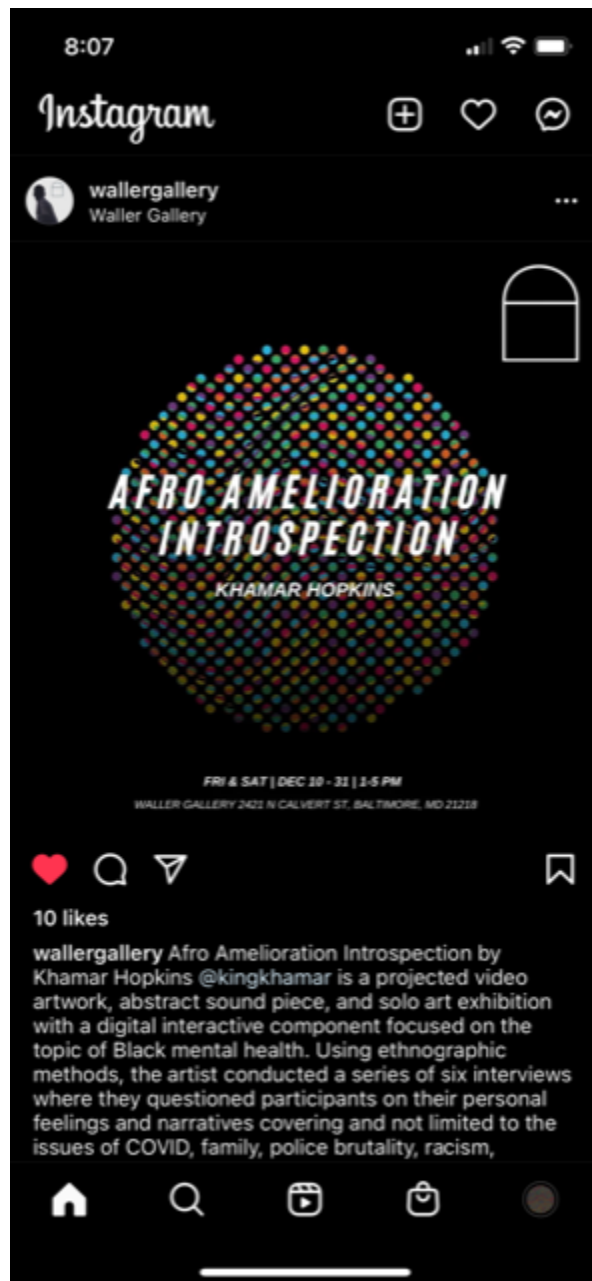 8:07
Instagram
wallergallery
Waller Gallery
AFRO AMELIORATION
INTROSPECTION
KHAMAR HOPKINS
FRI & SAT | DEC 10 - 31 | 1-5 PM
WALLER GALLERY 2421 N CALVERT ST, BALTIMORE, MD 21218
10 likes
wallergallery Afro Amelioration Introspection by
Khamar Hopkins @kingkhamar is a projected video
artwork, abstract sound piece, and solo art exhibition
with a digital interactive component focused on the
topic of Black mental health. Using ethnographic
methods, the artist conducted a series of six interviews
where they questioned participants on their personal
feelings and narratives covering and not limited to the
issues of COVID, family, police brutality, racism,